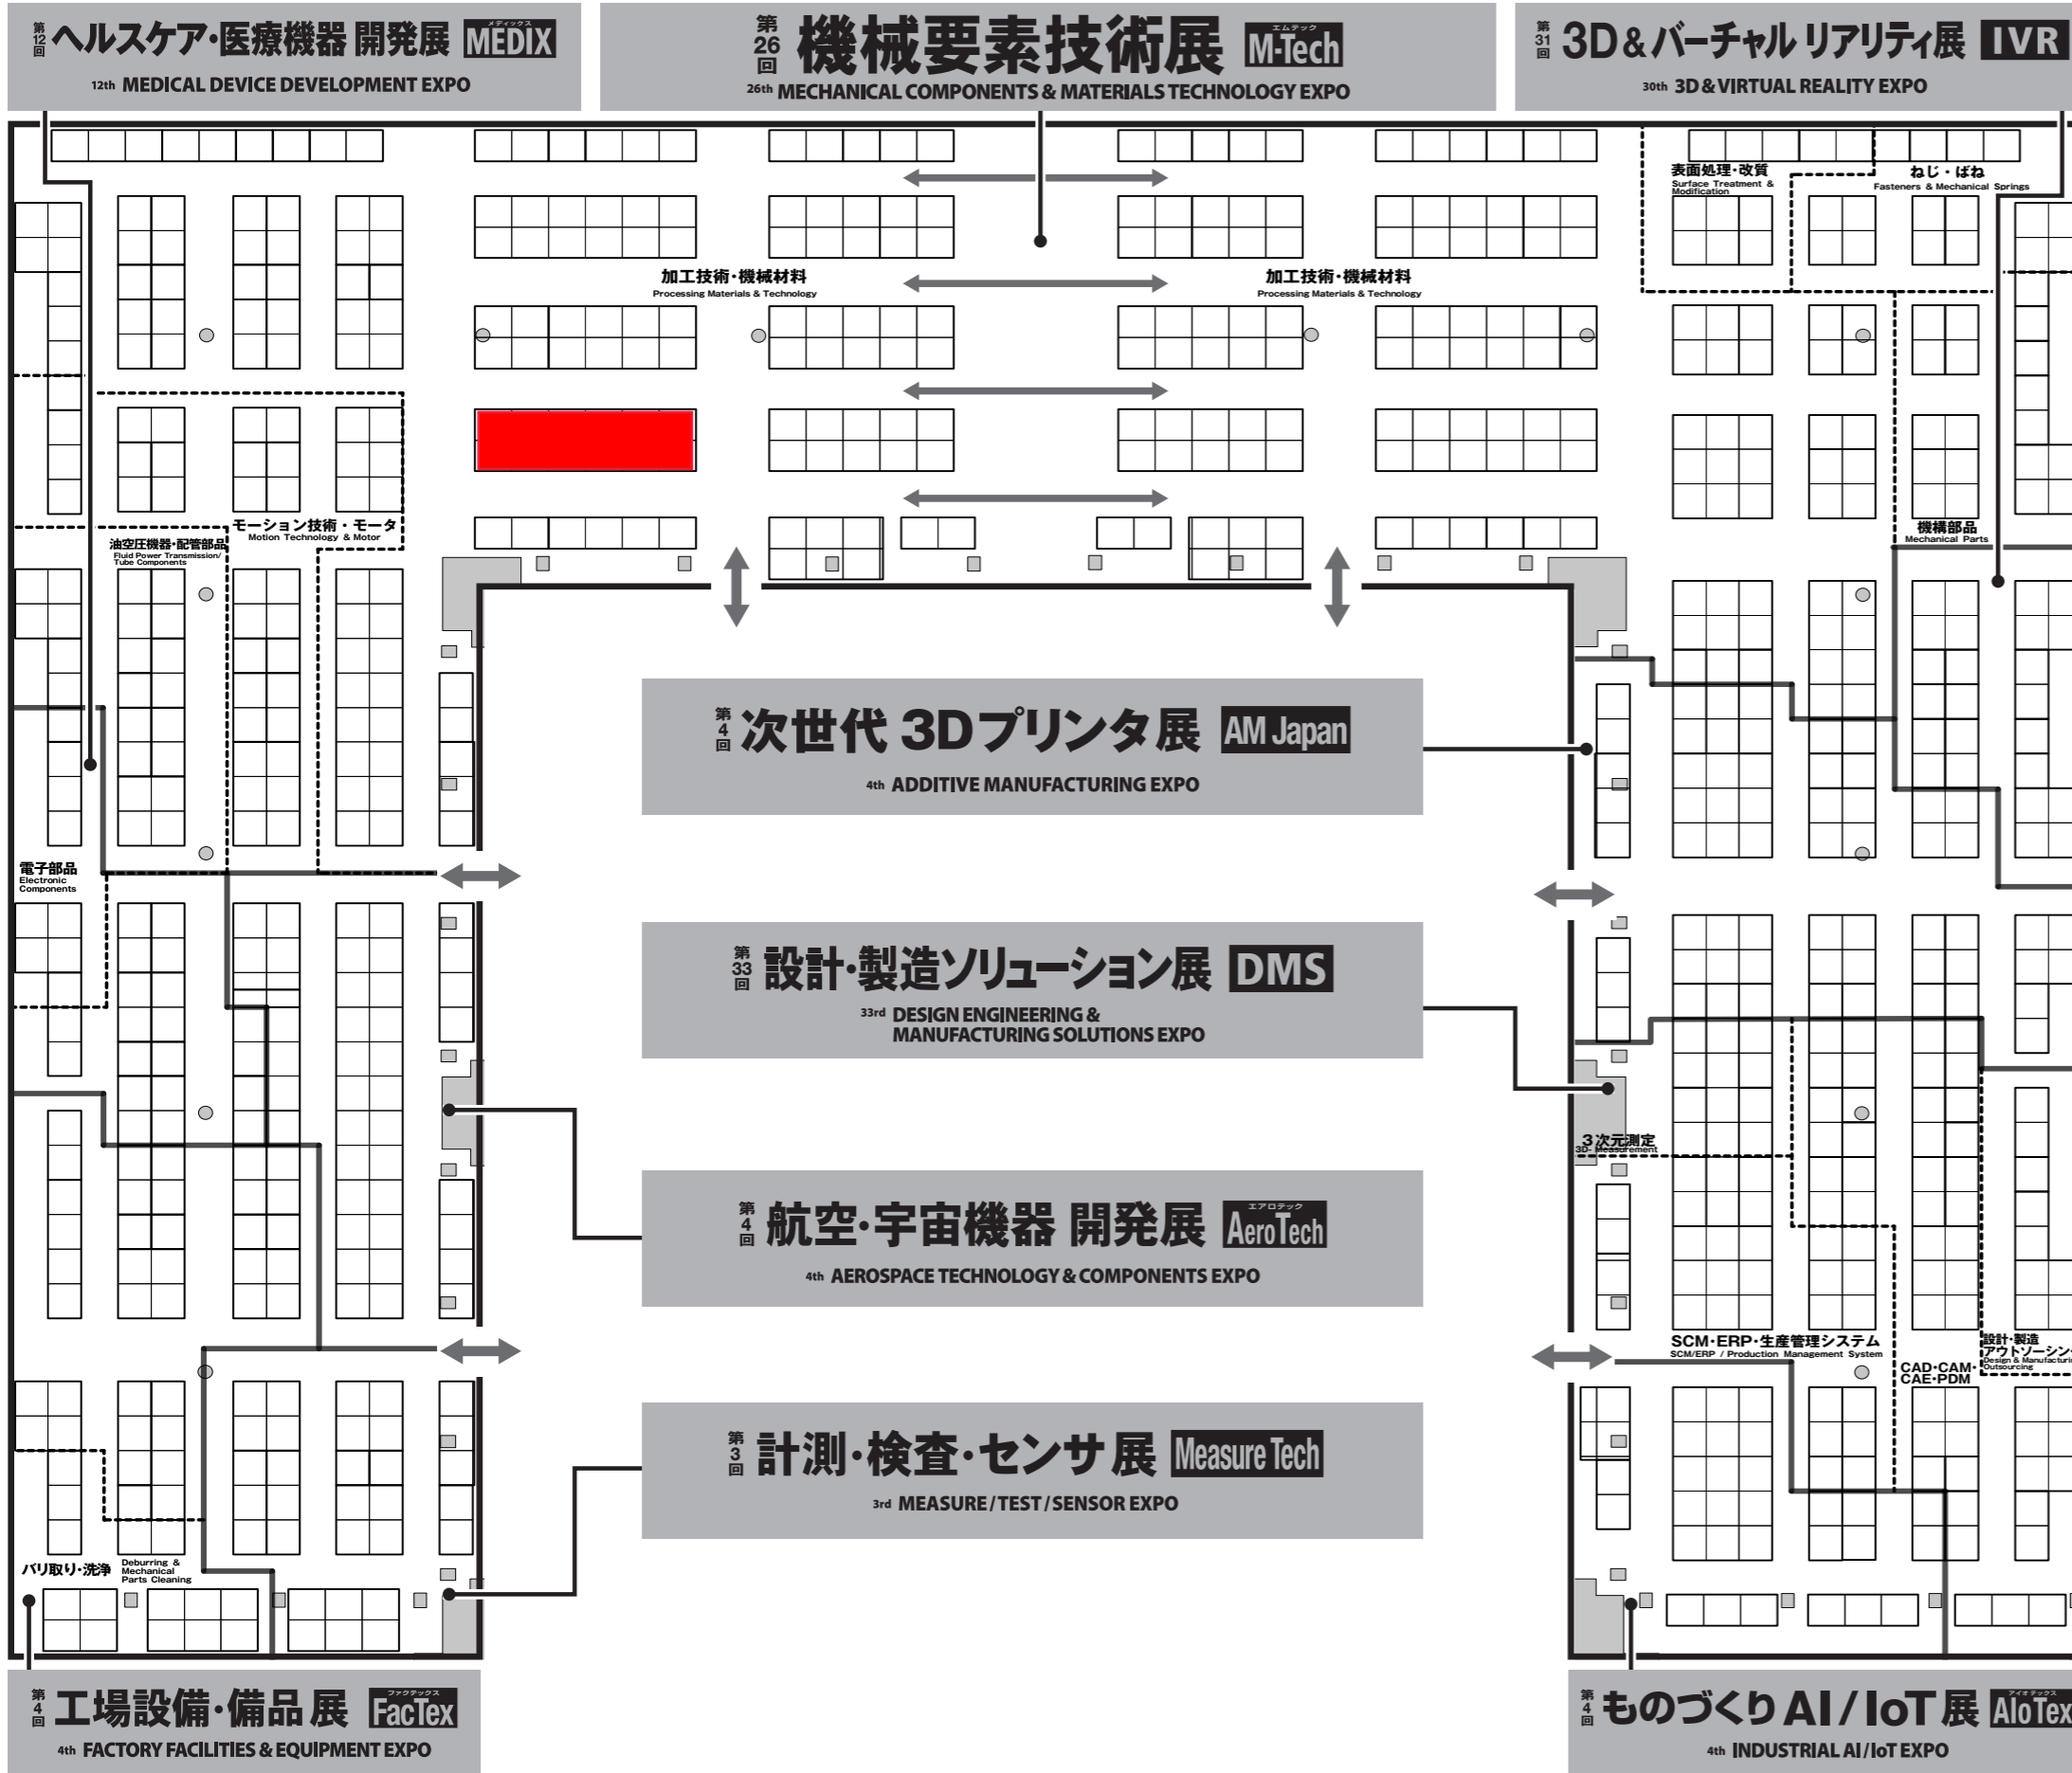 第12回 ヘルスケア・医療機器 開発展 メディックス MEDIX
12th MEDICAL DEVICE DEVELOPMENT EXPO
第26回 機械要素技術展 エムテック M-Tech
26th MECHANICAL COMPONENTS & MATERIALS TECHNOLOGY EXPO
第31回 3D&バーチャル リアリティ展 IVR
30th 3D & VIRTUAL REALITY EXPO
表面処理・改質
Surface Treatment &
Modification
ねじ・ばね
Fasteners & Mechanical Springs
加工技術・機械材料
Processing Materials & Technology
加工技術・機械材料
Processing Materials & Technology
モーション技術・モータ
Motion Technology & Motor
油空圧機器・配管部品
Fluid Power Transmission/
Tube Components
機構部品
Mechanical Parts
第4回 次世代 3Dプリンタ展 AM Japan
4th ADDITIVE MANUFACTURING EXPO
電子部品
Electronic
Components
第33回 設計・製造ソリューション展 DMS
33rd DESIGN ENGINEERING &
MANUFACTURING SOLUTIONS EXPO
3次元測定
3D- Measurement
第4回 航空・宇宙機器 開発展 エアロテック AeroTech
4th AEROSPACE TECHNOLOGY & COMPONENTS EXPO
SCM・ERP・生産管理システム
SCM/ERP / Production Management System
設計・製造
アウトソーシン
Design & Manufacturin
Outsourcing
CAD・CAM・
CAE・PDM
第3回 計測・検査・センサ展 Measure Tech
3rd MEASURE / TEST / SENSOR EXPO
バリ取り・洗浄
Deburring &
Mechanical
Parts Cleaning
第4回 工場設備・備品 展 ファクテックス FacTex
4th FACTORY FACILITIES & EQUIPMENT EXPO
第4回 ものづくり AI/IoT 展 アイオテックス AIoTex
4th INDUSTRIAL AI/IoT EXPO